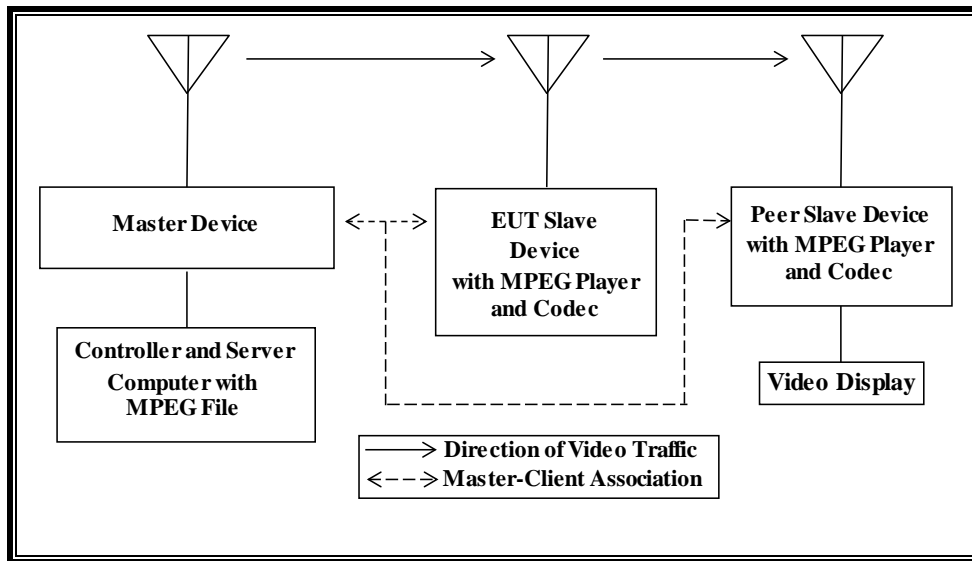 Master Device
EUT Slave
Device
with MPEG Player
and Codec
Peer Slave Device
with MPEG Player
and Codec
Controller and Server
Computer with
MPEG File
Video Display
Direction of Video Traffic
Master-Client Association